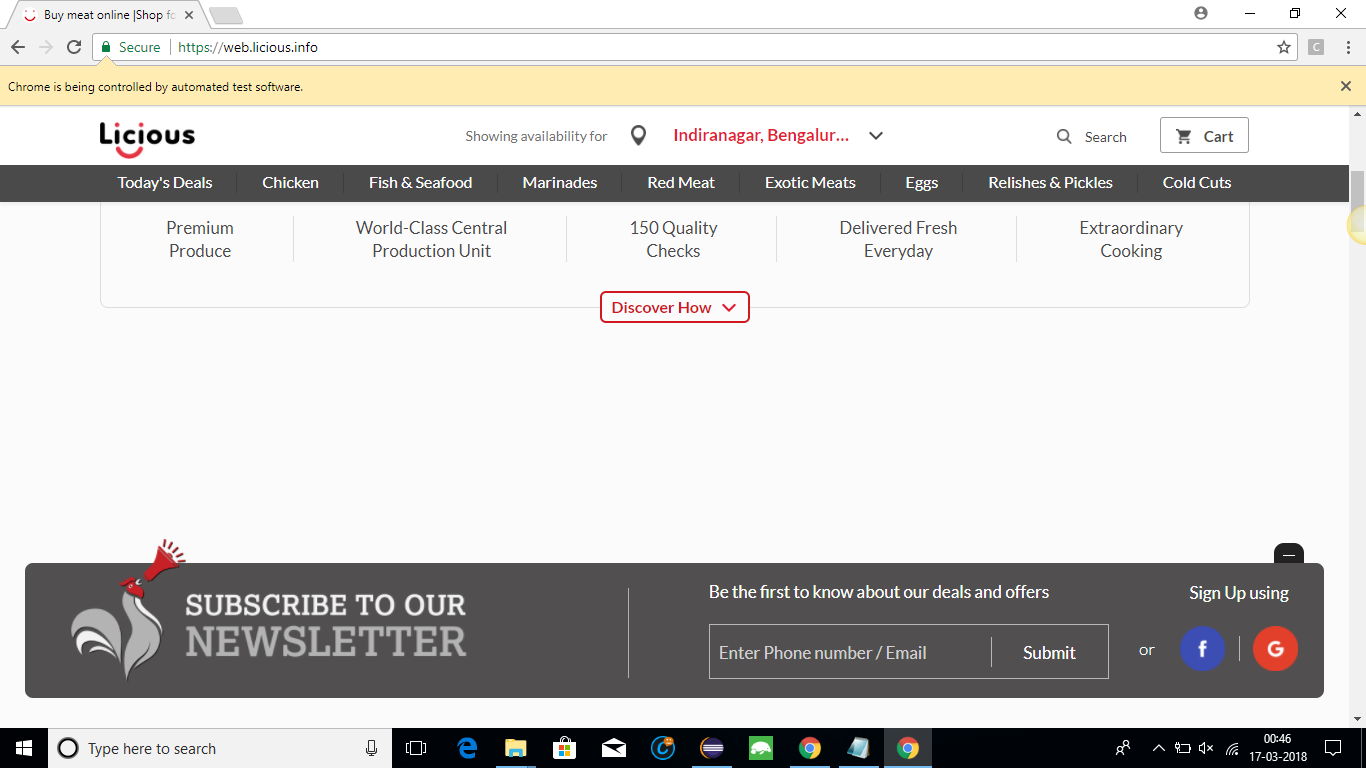 Buy meat online |Shop fo
Secure https://web.licious.info
C
Chrome is being controlled by automated test software.
Licious Showing availability for Indiranagar, Bengalur... Search Cart
Today's Deals Chicken Fish & Seafood Marinades Red Meat Exotic Meats Eggs Relishes & Pickles Cold Cuts
Premium World-Class Central 150 Quality Delivered Fresh Extraordinary
Produce Production Unit Checks Everyday Cooking
Discover How
Be the first to know about our deals and offers Sign Up using
SUBSCRIBE TO OUR
NEWSLETTER
Enter Phone number / Email Submit or f G
Type here to search
00:46
17-03-2018